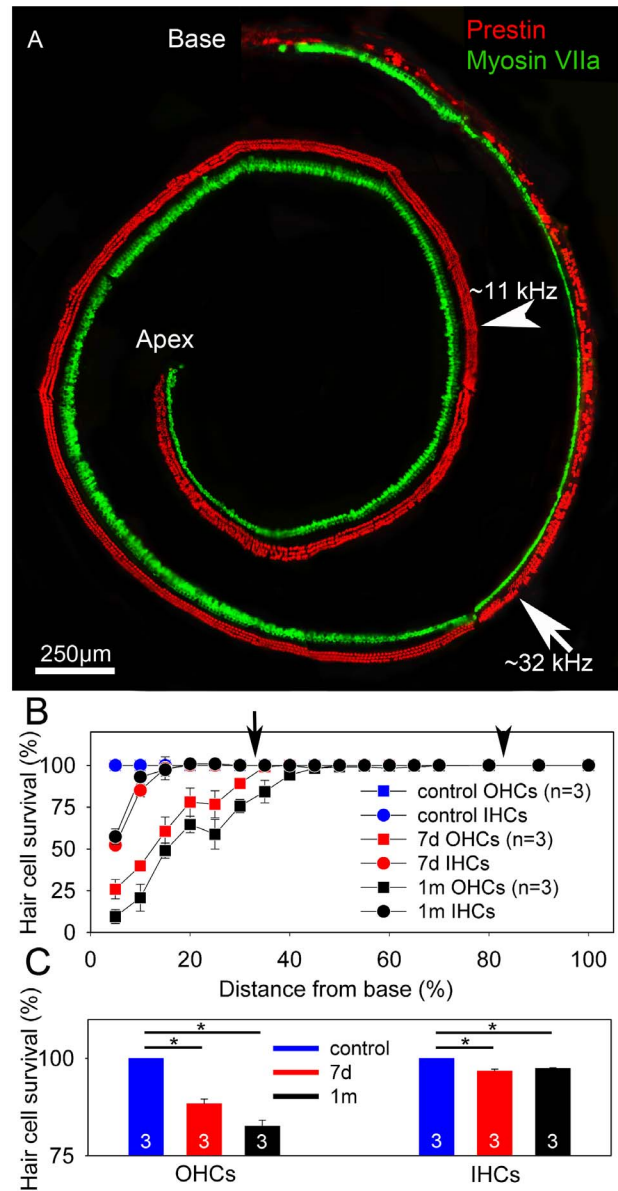 A
Base
Prestin
Myosin VIIa
~11 kHz
Apex
250µm
~32 kHz
B
Hair cell survival (%)
100
75
50
25
0
control OHCs (n=3)
control IHCs
7d OHCs (n=3)
7d IHCs
1m OHCs (n=3)
1m IHCs
0 20 40 60 80 100
Distance from base (%)
C
Hair cell survival (%)
100
75
* *
control
7d
1m
* *
3 3 3 3 3 3
OHCs IHCs